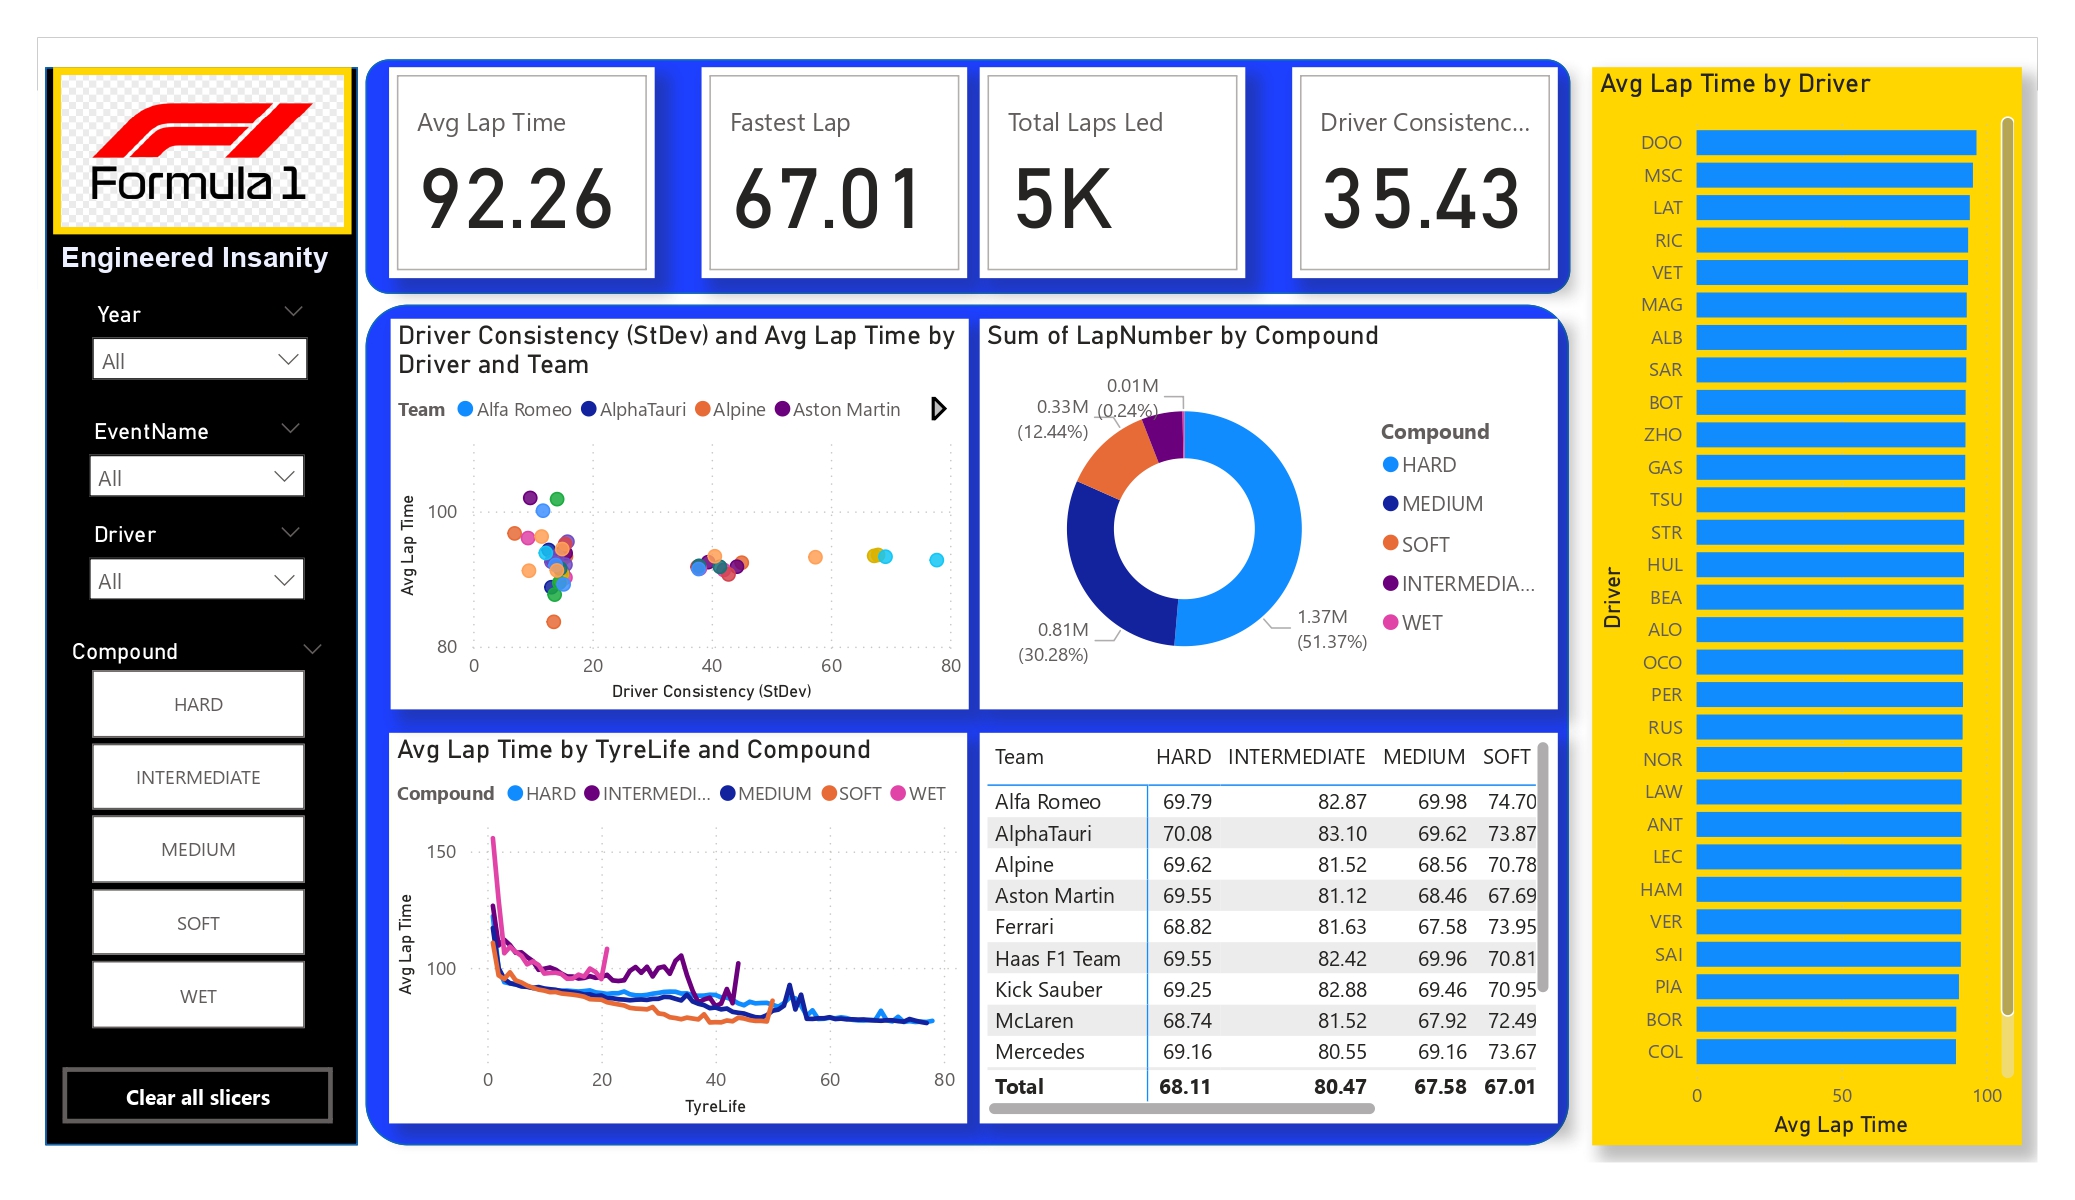 Formula 1
Engineered Insanity
Year
All
EventName
All
Driver
All
Compound
HARD
INTERMEDIATE
MEDIUM
SOFT
WET
Clear all slicers
Avg Lap Time
92.26
Fastest Lap
67.01
Total Laps Led
5K
Driver Consistenc...
35.43
Driver Consistency (StDev) and Avg Lap Time by
Driver and Team
Team Alfa Romeo AlphaTauri Alpine Aston Martin
Avg Lap Time
100
80
0 20 40 60 80
Driver Consistency (StDev)
Sum of LapNumber by Compound
0.01M
(0.24%)
0.33M
(12.44%)
0.81M
(30.28%)
1.37M
(51.37%)
Compound
HARD
MEDIUM
SOFT
INTERMEDIA...
WET
Avg Lap Time by TyreLife and Compound
Compound HARD INTERMEDI... MEDIUM SOFT WET
Avg Lap Time
150
100
0 20 40 60 80
TyreLife
Team HARD INTERMEDIATE MEDIUM SOFT
Alfa Romeo 69.79 82.87 69.98 74.70
AlphaTauri 70.08 83.10 69.62 73.87
Alpine 69.62 81.52 68.56 70.78
Aston Martin 69.55 81.12 68.46 67.69
Ferrari 68.82 81.63 67.58 73.95
Haas F1 Team 69.55 82.42 69.96 70.81
Kick Sauber 69.25 82.88 69.46 70.95
McLaren 68.74 81.52 67.92 72.49
Mercedes 69.16 80.55 69.16 73.67
Total 68.11 80.47 67.58 67.01
Avg Lap Time by Driver
Driver
DOO
MSC
LAT
RIC
VET
MAG
ALB
SAR
BOT
ZHO
GAS
TSU
STR
HUL
BEA
ALO
OCO
PER
RUS
NOR
LAW
ANT
LEC
HAM
VER
SAI
PIA
BOR
COL
0 50 100
Avg Lap Time